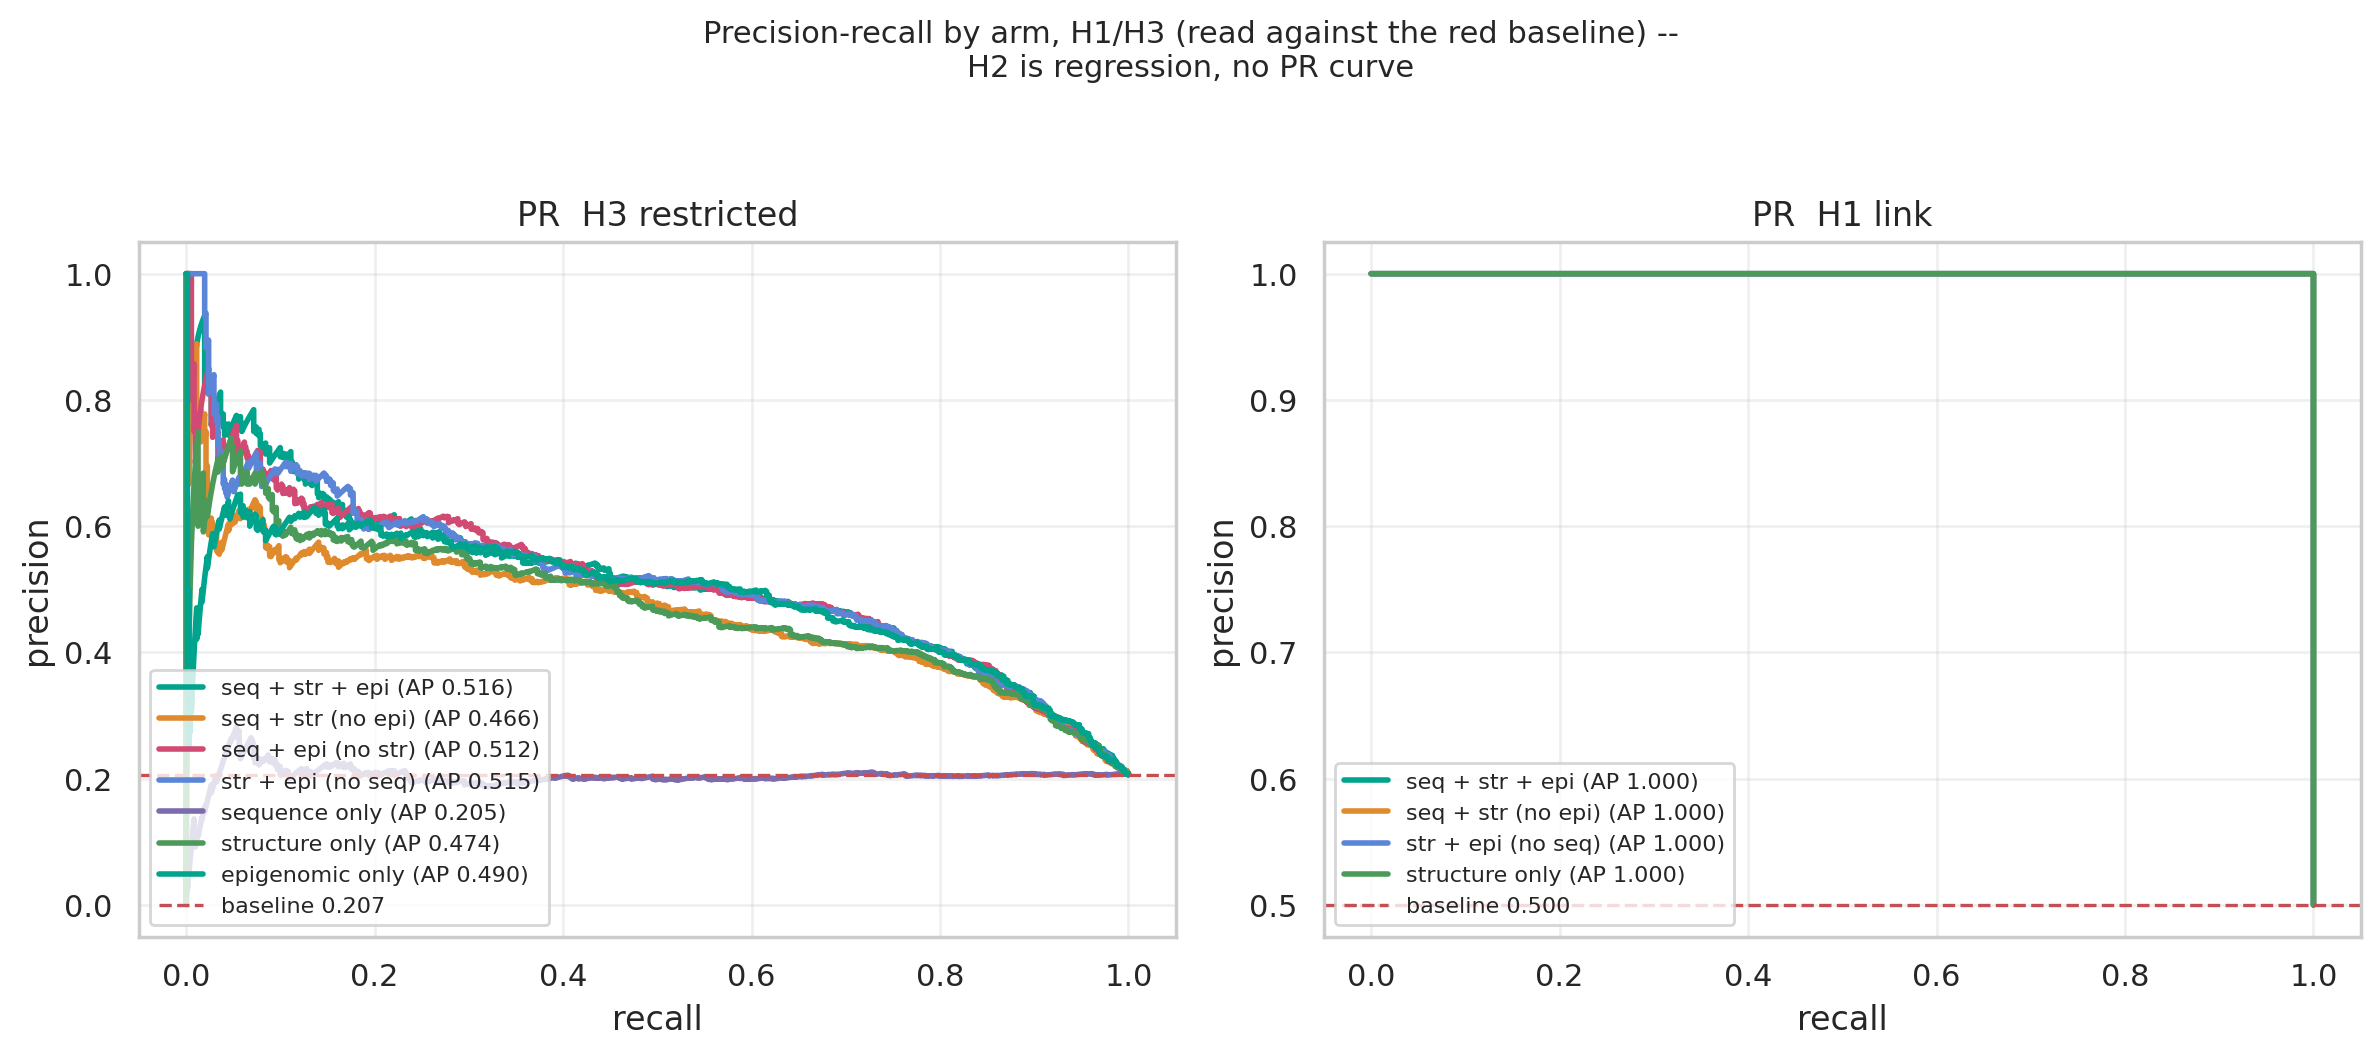 Precision-recall by arm, H1/H3 (read against the red baseline) --
H2 is regression, no PR curve
PR  H3 restricted
precision
1.0
0.8
0.6
0.4
0.2
0.0
seq + str + epi (AP 0.516)
seq + str (no epi) (AP 0.466)
seq + epi (no str) (AP 0.512)
str + epi (no seq) (AP 0.515)
sequence only (AP 0.205)
structure only (AP 0.474)
epigenomic only (AP 0.490)
baseline 0.207
0.0 0.2 0.4 0.6 0.8 1.0
recall
PR  H1 link
precision
1.0
0.9
0.8
0.7
0.6
0.5
seq + str + epi (AP 1.000)
seq + str (no epi) (AP 1.000)
str + epi (no seq) (AP 1.000)
structure only (AP 1.000)
baseline 0.500
0.0 0.2 0.4 0.6 0.8 1.0
recall